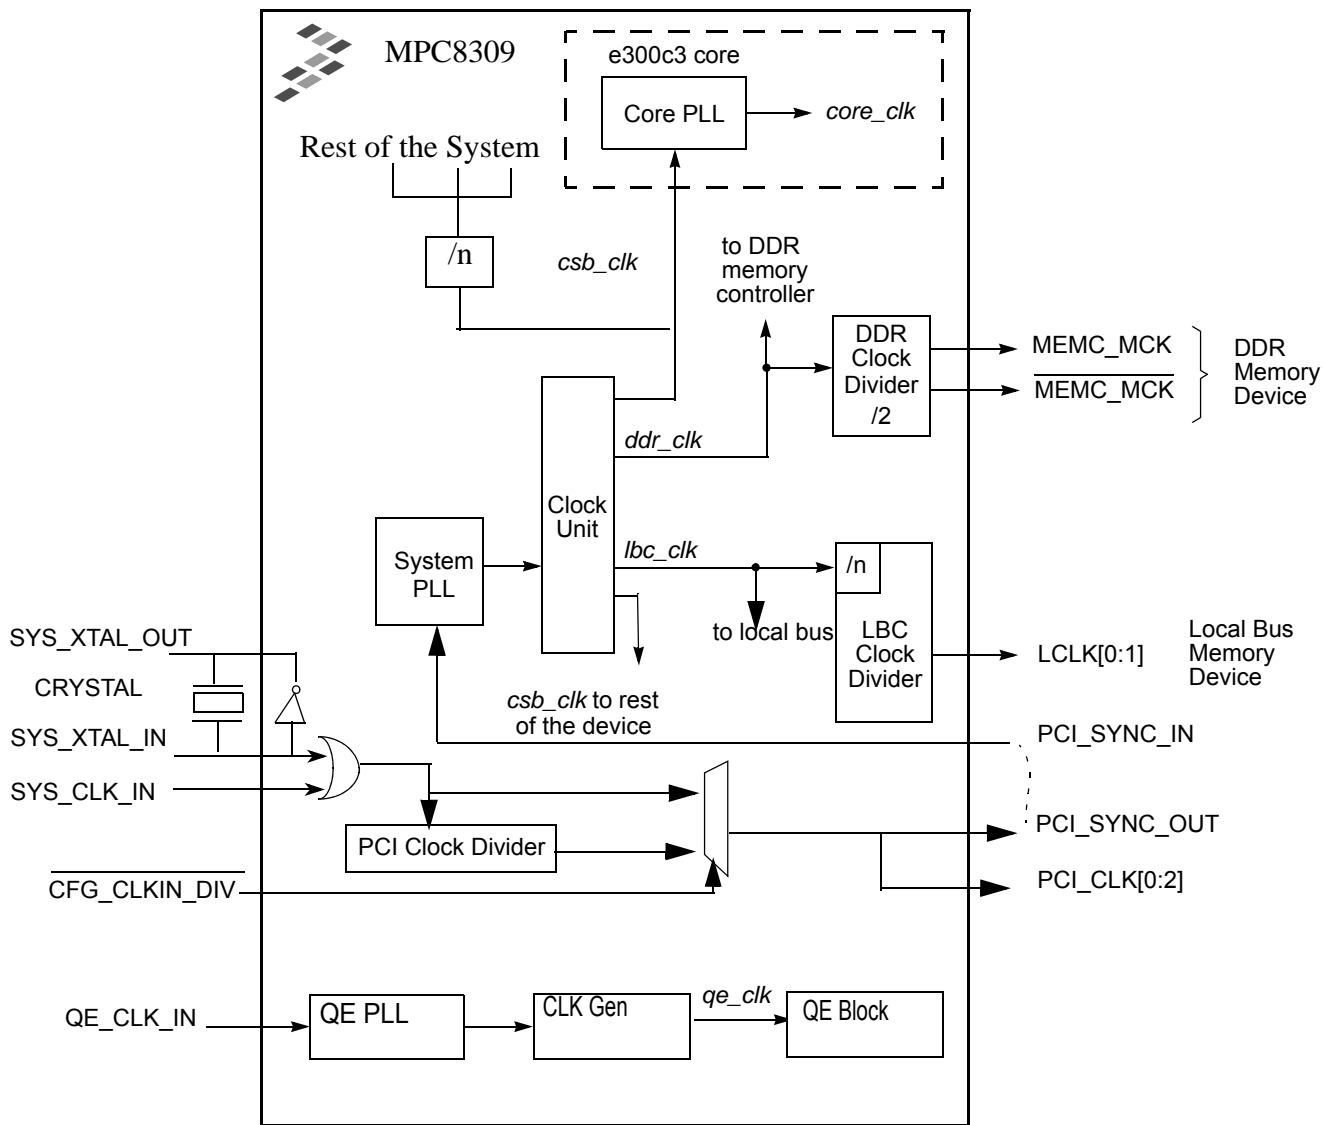 MPC8309
e300c3 core
Core PLL
core_clk
Rest of the System
/n
csb_clk
to DDR
memory
controller
DDR
Clock
Divider
/2
MEMC_MCK
MEMC_MCK
DDR
Memory
Device
ddr_clk
Clock
Unit
System
PLL
lbc_clk
/n
to local bus
LBC
Clock
Divider
LCLK[0:1]
Local Bus
Memory
Device
SYS_XTAL_OUT
CRYSTAL
SYS_XTAL_IN
SYS_CLK_IN
csb_clk to rest
of the device
PCI_SYNC_IN
PCI Clock Divider
PCI_SYNC_OUT
CFG_CLKIN_DIV
PCI_CLK[0:2]
QE_CLK_IN
QE PLL
CLK Gen
qe_clk
QE Block